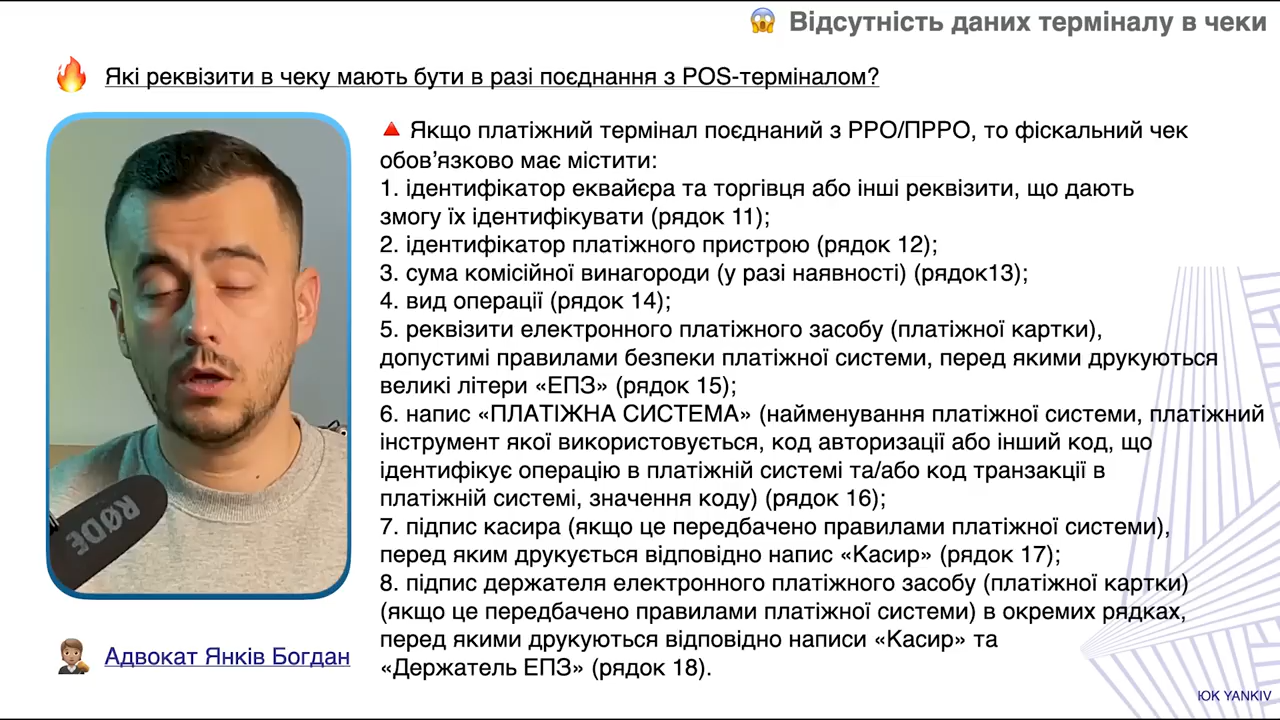 Відсутність даних терміналу в чеки
Які реквізити в чеку мають бути в разі поєднання з POS-терміналом?
Якщо платіжний термінал поєднаний з РРО/ПРРО, то фіскальний чек
обов’язково має містити:
1. ідентифікатор еквайєра та торгівця або інші реквізити, що дають
змогу їх ідентифікувати (рядок 11);
2. ідентифікатор платіжного пристрою (рядок 12);
3. сума комісійної винагороди (у разі наявності) (рядок13);
4. вид операції (рядок 14);
5. реквізити електронного платіжного засобу (платіжної картки),
допустимі правилами безпеки платіжної системи, перед якими друкуються
великі літери «ЕПЗ» (рядок 15);
6. напис «ПЛАТІЖНА СИСТЕМА» (найменування платіжної системи, платіжний
інструмент якої використовується, код авторизації або інший код, що
ідентифікує операцію в платіжній системі та/або код транзакції в
платіжній системі, значення коду) (рядок 16);
7. підпис касира (якщо це передбачено правилами платіжної системи),
перед яким друкується відповідно напис «Касир» (рядок 17);
8. підпис держателя електронного платіжного засобу (платіжної картки)
(якщо це передбачено правилами платіжної системи) в окремих рядках,
перед якими друкуються відповідно написи «Касир» та
«Держатель ЕПЗ» (рядок 18).
RØDE
Адвокат Янків Богдан
ЮК YANKIV